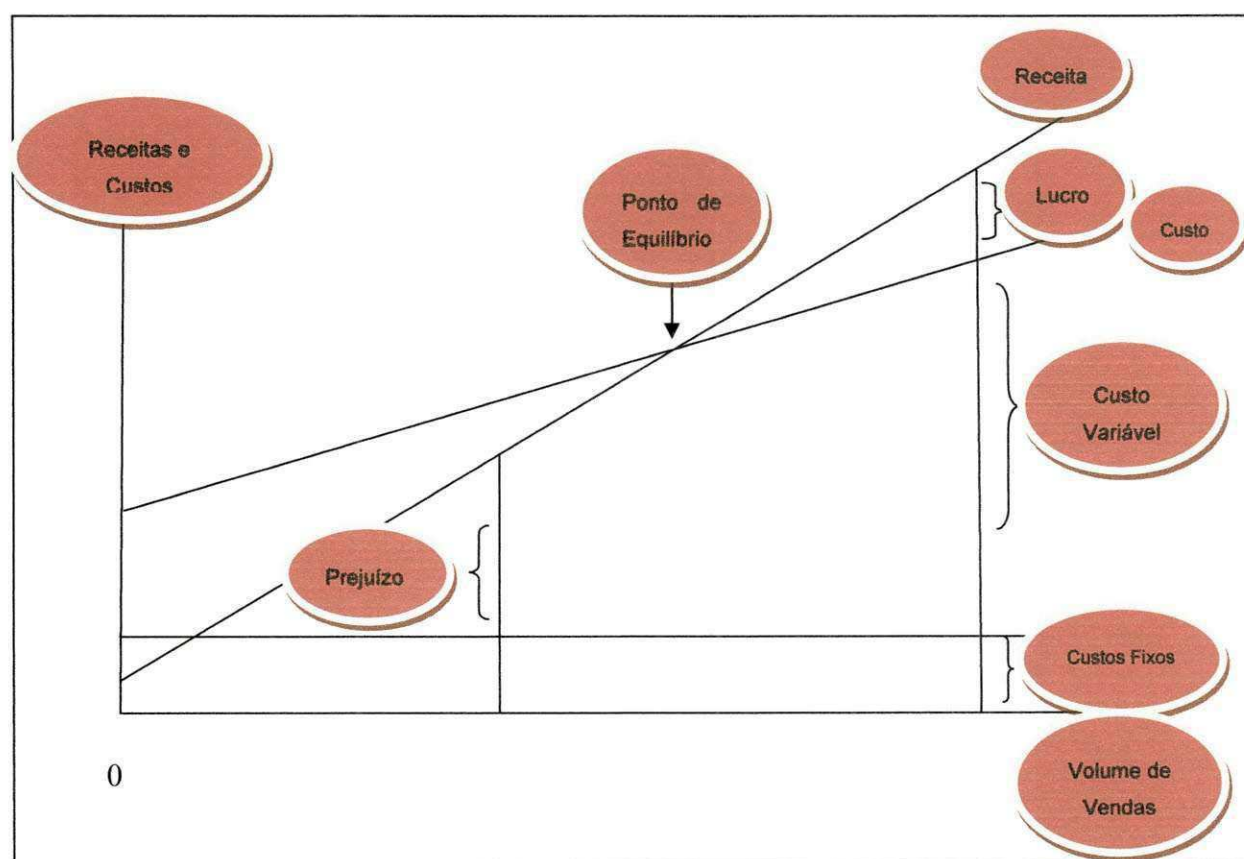 Receita
Receitas e
Custos
Ponto de
Equilíbrio
Lucro
Custo
Custo
Variável
Prejuízo
Custos Fixos
0
Volume de
Vendas